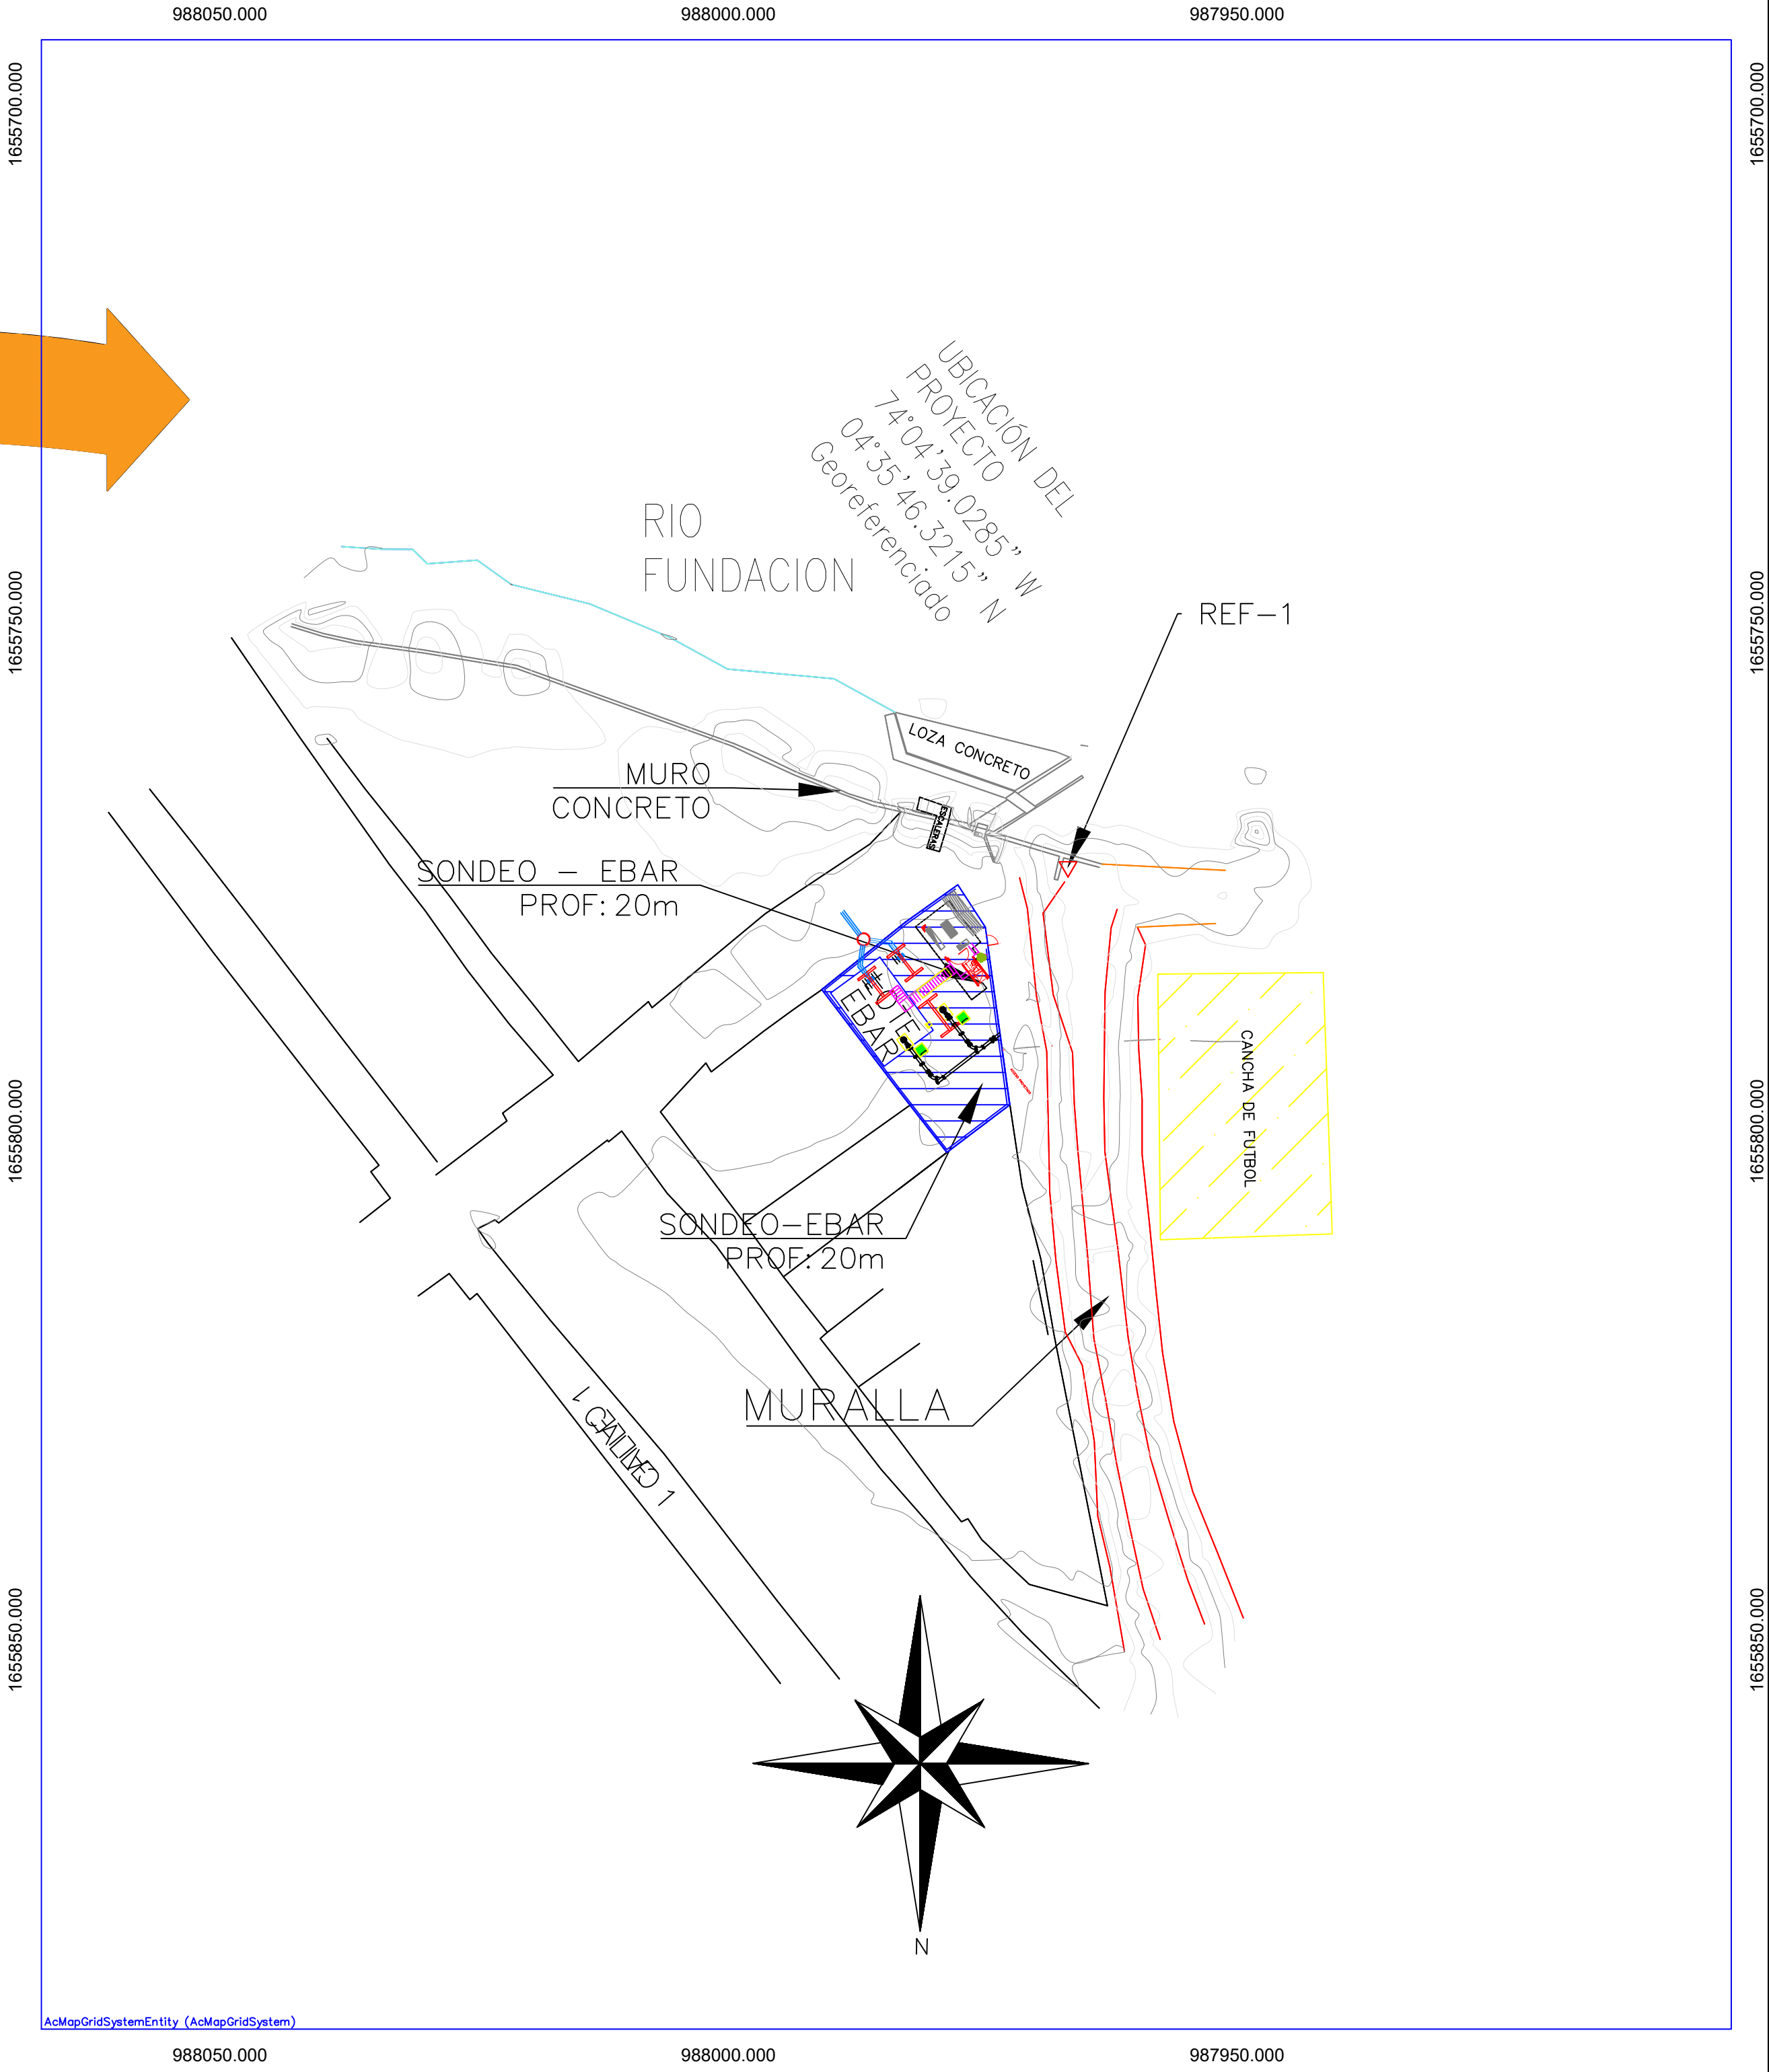 988050.000
988000.000
987950.000
1655700.000
1655700.000
UBICACIÓN DEL
PROYECTO
74°04'39.0285" W
04°35'46.3215" N
Georeferenciado
RIO
FUNDACION
1655750.000
1655750.000
REF-1
LOZA CONCRETO
MURO
CONCRETO
ESCALERAS
SONDEO - EBAR
PROF: 20m
LOTE
EBAR
CANCHA DE FUTBOL
1655800.000
1655800.000
SONDEO-EBAR
PROF: 20m
MURALLA
1655850.000
1655850.000
N
AcMapGridSystemEntity (AcMapGridSystem)
988050.000
988000.000
987950.000